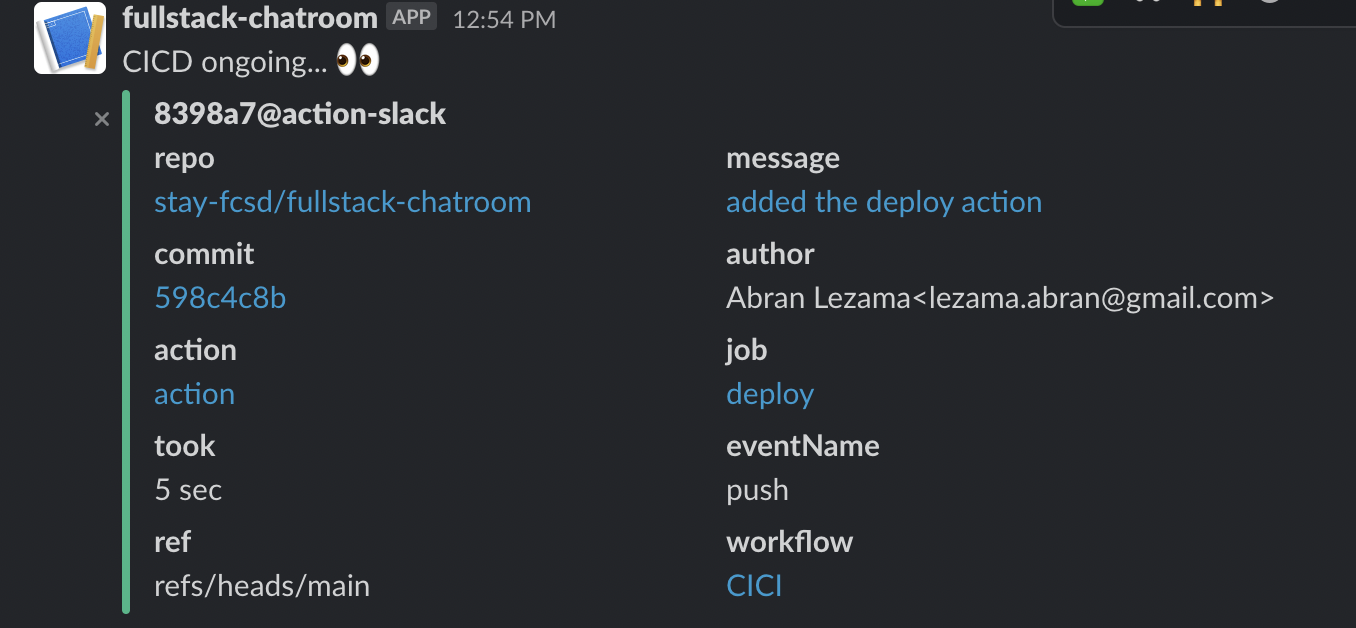 fullstack-chatroom APP 12:54 PM
CICD ongoing... 👀
8398a7@action-slack
repo message
stay-fcsd/fullstack-chatroom added the deploy action
commit author
598c4c8b Abran Lezama<lezama.abran@gmail.com>
action job
action deploy
took eventName
5 sec push
ref workflow
refs/heads/main CICI